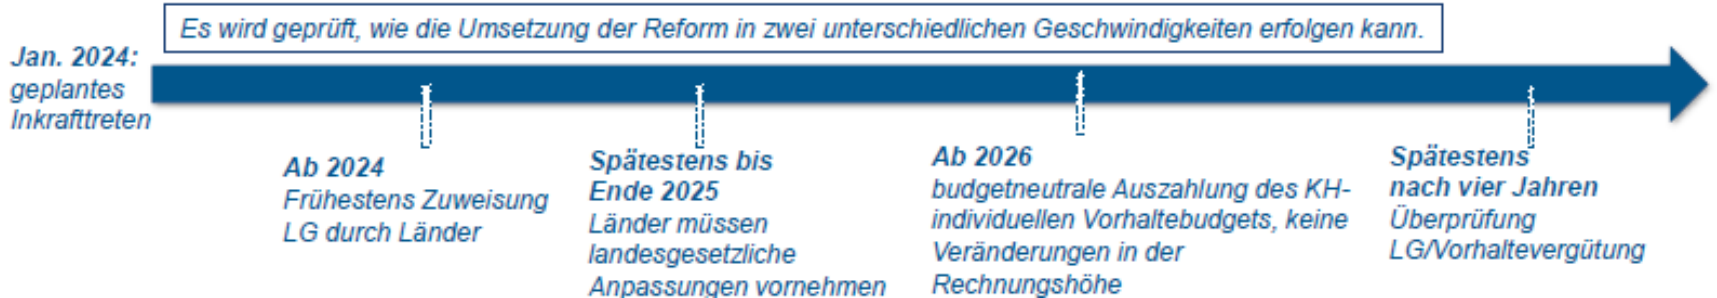 Es wird geprüft, wie die Umsetzung der Reform in zwei unterschiedlichen Geschwindigkeiten erfolgen kann.
Jan. 2024:
geplantes
Inkrafttreten
Ab 2024
Frühestens Zuweisung
LG durch Länder
Spätestens bis
Ende 2025
Länder müssen
landesgesetzliche
Anpassungen vornehmen
Ab 2026
budgetneutrale Auszahlung des KH-
individuellen Vorhaltebudgets, keine
Veränderungen in der
Rechnungshöhe
Spätestens
nach vier Jahren
Überprüfung
LG/Vorhaltevergütung